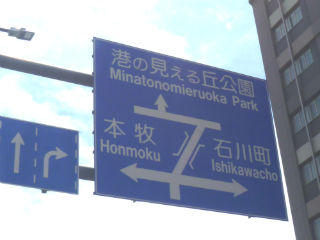 港の見える丘公園
Minatonomieruoka Park
本牧
Honmoku
石川町
Ishikawacho